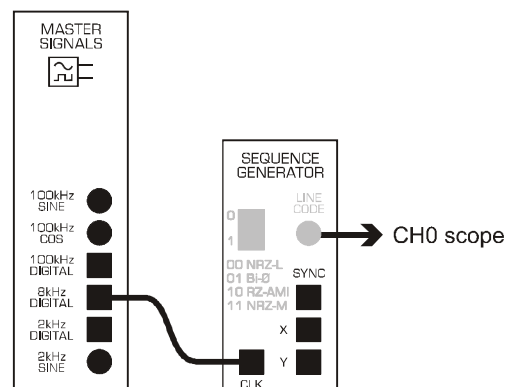 MASTER
SIGNALS
100kHz
SINE
100kHz
COS
100kHz
DIGITAL
8kHz
DIGITAL
2kHz
DIGITAL
2kHz
SINE
SEQUENCE
GENERATOR
LINE
CODE
0
1
00 NRZ-L
01 Bi-Ø
10 RZ-AMI
11 NRZ-M
SYNC
X
Y
CLK
CH0 scope